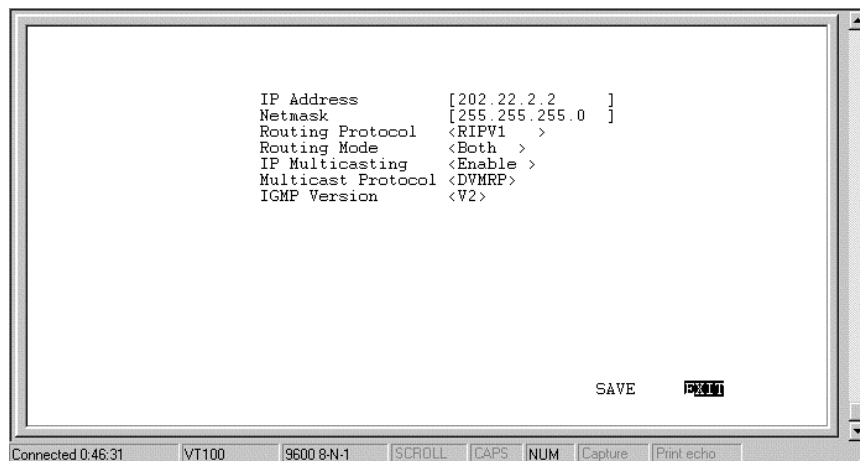 IP Address [202.22.2.2 ]
Netmask [255.255.255.0 ]
Routing Protocol <RIPV1 >
Routing Mode <Both >
IP Multicasting <Enable >
Multicast Protocol <DVMRP>
IGMP Version <V2>
SAVE EXIT
Connected 0:46:31 VT100 9600 8-N-1 SCROLL CAPS NUM Capture Print echo